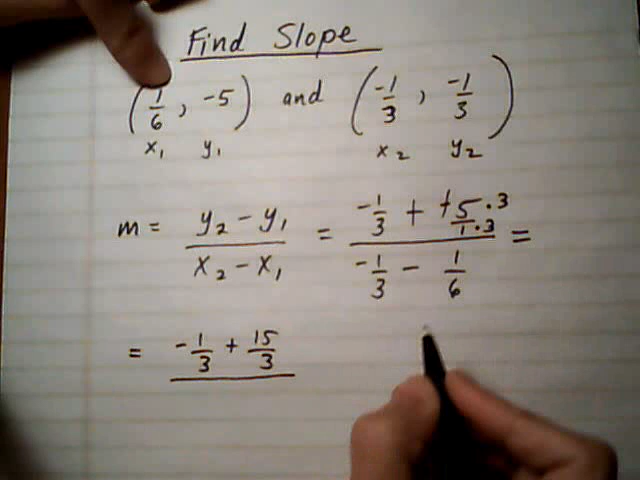 Find Slope
(1/6, -5) and (-1/3, -1/3)
x₁ y₁ x₂ y₂
m = (y₂ - y₁)/(x₂ - x₁) = (-1/3 + +5·3/1·3)/(-1/3 - 1/6) =
= -1/3 + 15/3